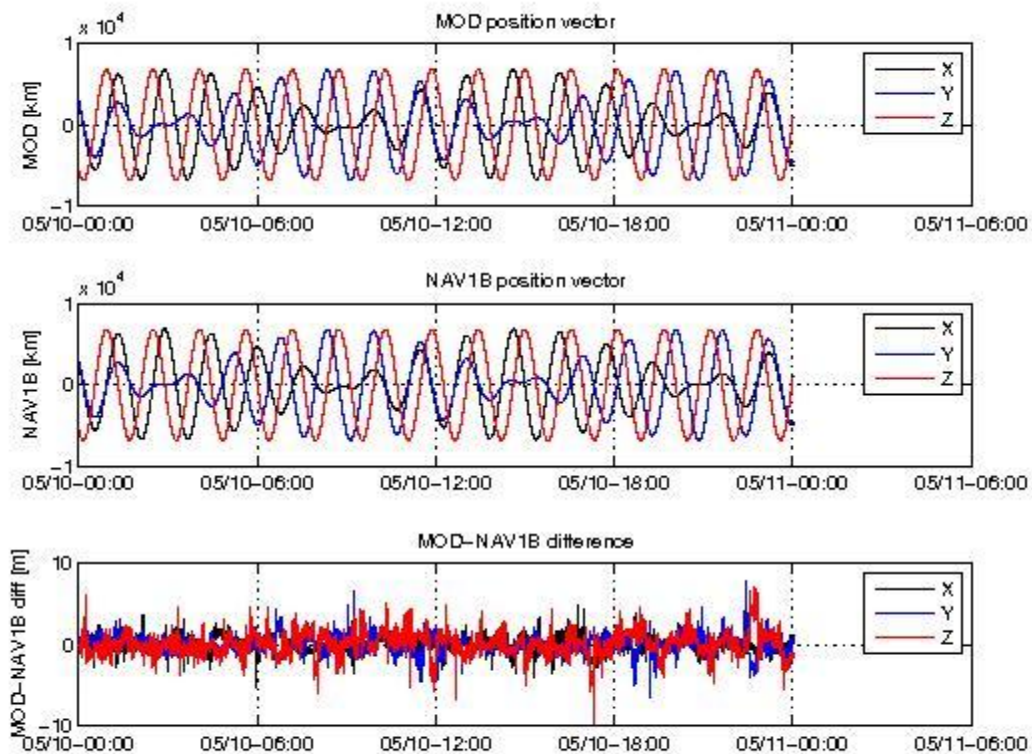 MOD position vector
x 10^4
1
0
-1
MOD [km]
X
Y
Z
05/10-00:00 05/10-06:00 05/10-12:00 05/10-18:00 05/11-00:00 05/11-06:00
NAV1B position vector
x 10^4
1
0
-1
NAV1B [km]
X
Y
Z
05/10-00:00 05/10-06:00 05/10-12:00 05/10-18:00 05/11-00:00 05/11-06:00
MOD-NAV1B difference
10
0
-10
MOD-NAV1B diff [m]
X
Y
Z
05/10-00:00 05/10-06:00 05/10-12:00 05/10-18:00 05/11-00:00 05/11-06:00